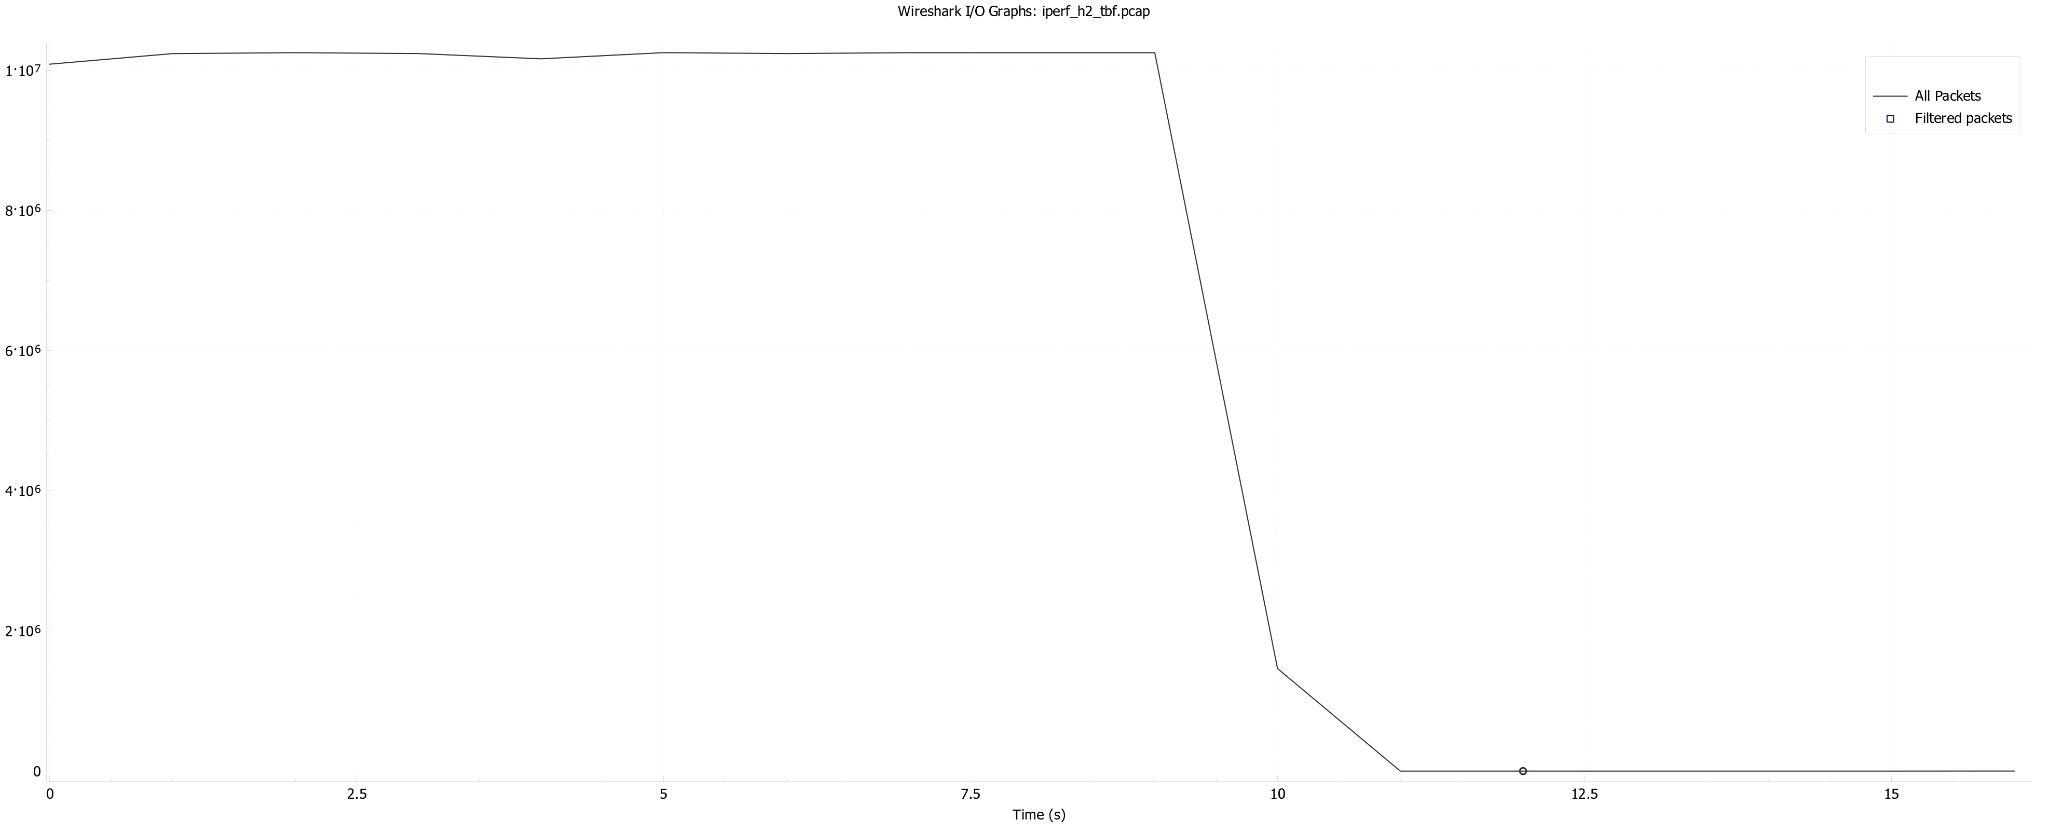 Wireshark I/O Graphs: iperf_h2_tbf.pcap
1·10⁷
8·10⁶
6·10⁶
4·10⁶
2·10⁶
0
All Packets
Filtered packets
0 2.5 5 7.5 10 12.5 15
Time (s)